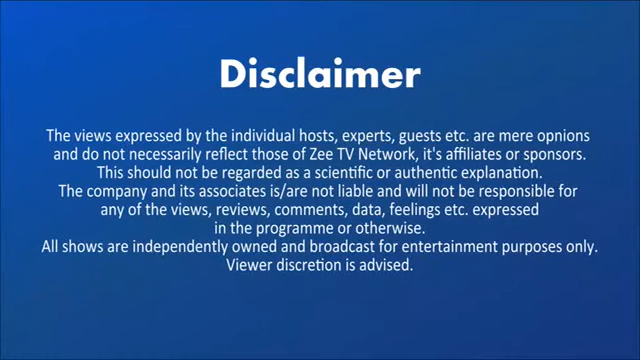 Disclaimer
The views expressed by the individual hosts, experts, guests etc. are mere opnions
and do not necessarily reflect those of Zee TV Network, it's affiliates or sponsors.
This should not be regarded as a scientific or authentic explanation.
The company and its associates is/are not liable and will not be responsible for
any of the views, reviews, comments, data, feelings etc. expressed
in the programme or otherwise.
All shows are independently owned and broadcast for entertainment purposes only.
Viewer discretion is advised.